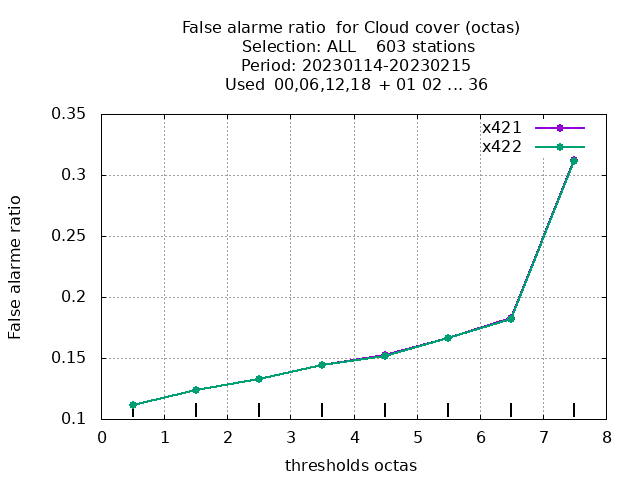 False alarme ratio  for Cloud cover (octas)
Selection: ALL    603 stations
Period: 20230114-20230215
Used  00,06,12,18  + 01 02 ... 36
x421
x422
0.35
0.3
0.25
0.2
0.15
0.1
False alarme ratio
0 1 2 3 4 5 6 7 8
thresholds octas